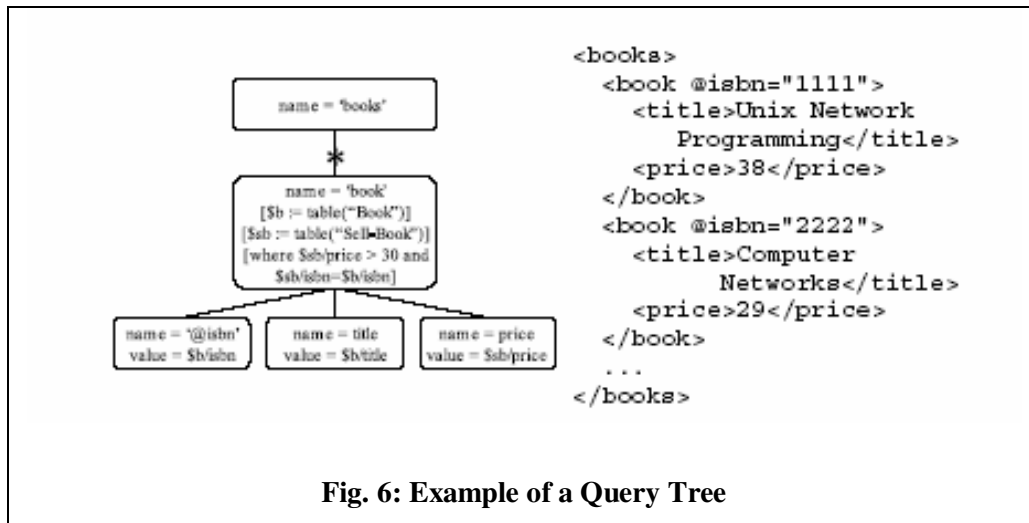 name = 'books'
*
name = 'book'
[$b := table("Book")]
[$sb := table("Sell-Book")]
[where $sb/price > 30 and
$sb/isbn=$b/isbn]
name = '@isbn'
value = $b/isbn
name = title
value = $b/title
name = price
value = $sb/price
<books>
<book @isbn="1111">
<title>Unix Network
Programming</title>
<price>38</price>
</book>
<book @isbn="2222">
<title>Computer
Networks</title>
<price>29</price>
</book>
...
</books>
Fig. 6: Example of a Query Tree